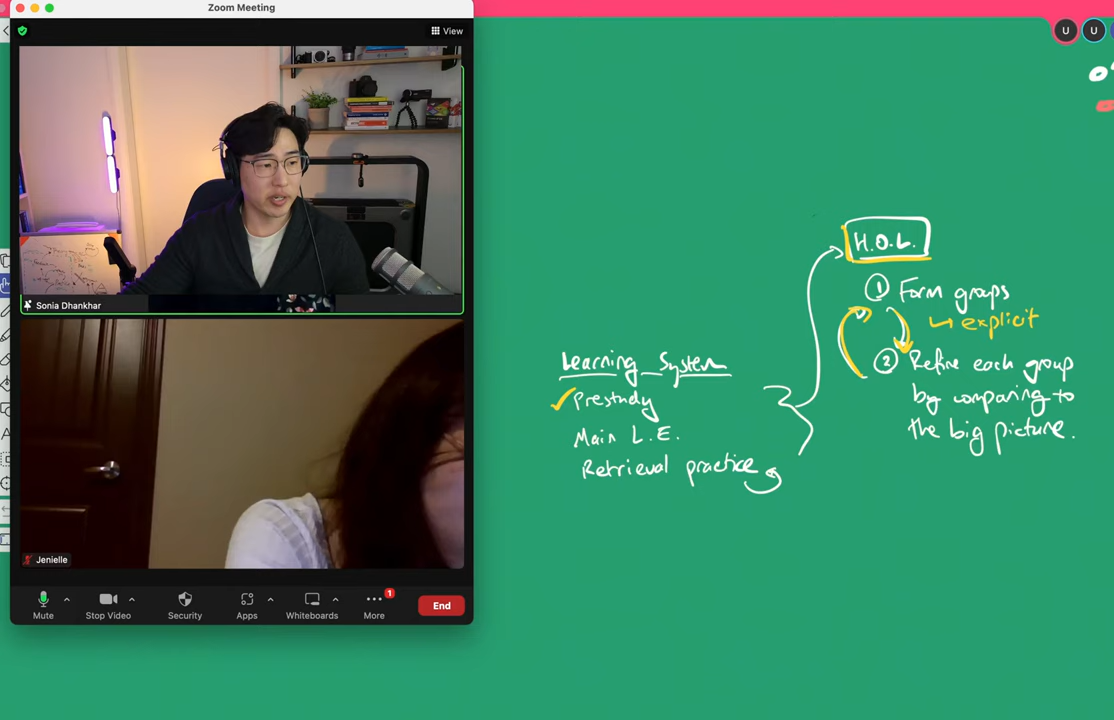 Zoom Meeting
View
U
U
Sonia Dhankhar
H.O.L.
① Form groups
↳ explicit
② Refine each group
by comparing to
the big picture.
Learning System
✓ Prestudy
Main L.E.
Retrieval practice
Jenielle
1
Mute
Stop Video
Security
Apps
Whiteboards
More
End